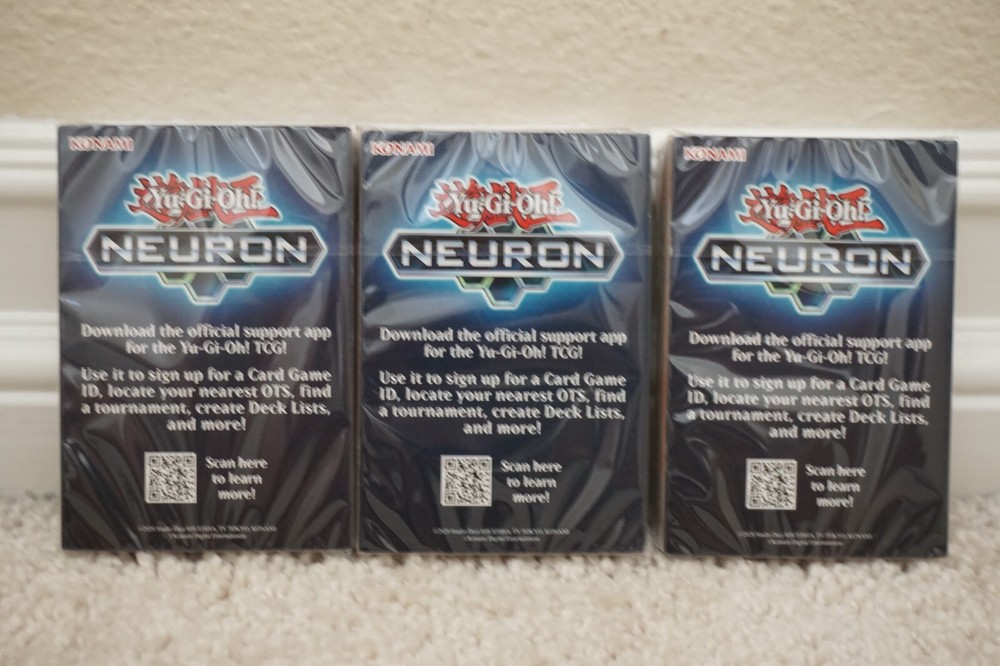 KONAMI
Yu-Gi-Oh!
NEURON
Download the official support app
for the Yu-Gi-Oh! TCG!
Use it to sign up for a Card Game
ID, locate your nearest OTS, find
a tournament, create Deck Lists,
and more!
Scan here
to learn
more!
KONAMI
Yu-Gi-Oh!
NEURON
Download the official support app
for the Yu-Gi-Oh! TCG!
Use it to sign up for a Card Game
ID, locate your nearest OTS, find
a tournament, create Deck Lists,
and more!
Scan here
to learn
more!
KONAMI
Yu-Gi-Oh!
NEURON
Download the official support app
for the Yu-Gi-Oh! TCG!
Use it to sign up for a Card Game
ID, locate your nearest OTS, find
a tournament, create Deck Lists,
and more!
Scan here
to learn
more!